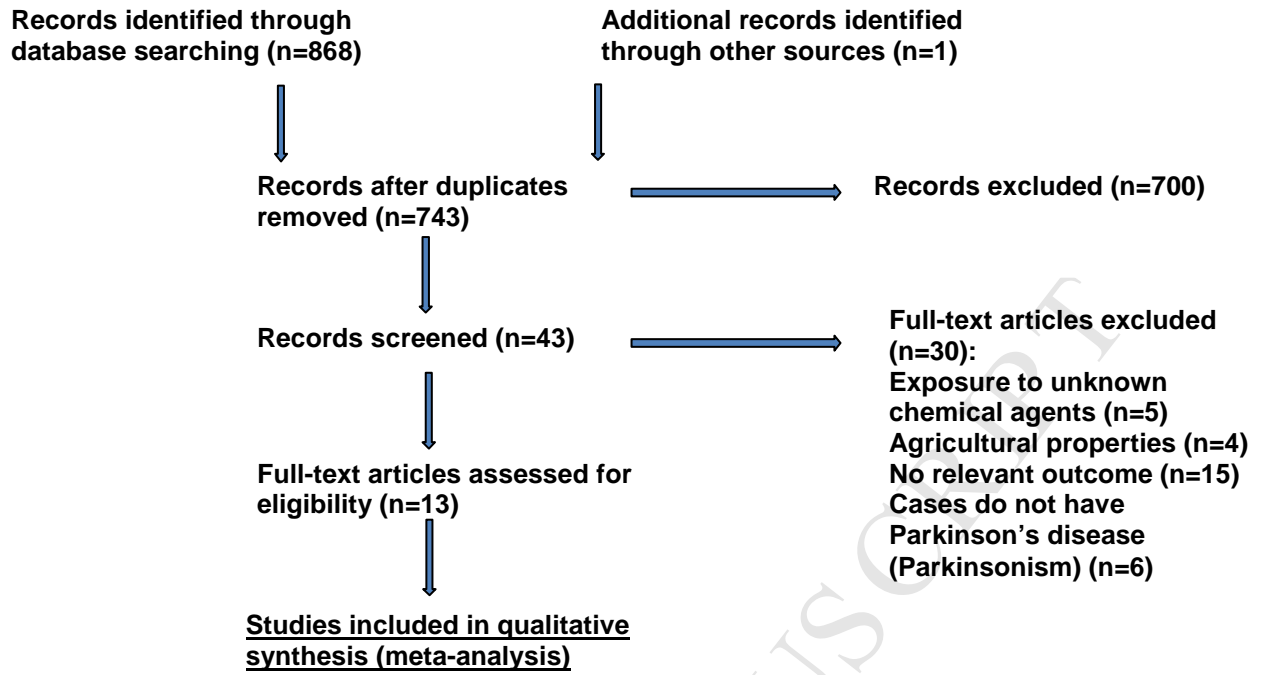 Records identified through
database searching (n=868)
Additional records identified
through other sources (n=1)
Records after duplicates
removed (n=743)
Records excluded (n=700)
Records screened (n=43)
Full-text articles excluded
(n=30):
Exposure to unknown
chemical agents (n=5)
Agricultural properties (n=4)
No relevant outcome (n=15)
Cases do not have
Parkinson’s disease
(Parkinsonism) (n=6)
Full-text articles assessed for
eligibility (n=13)
Studies included in qualitative
synthesis (meta-analysis)
USCRIPT